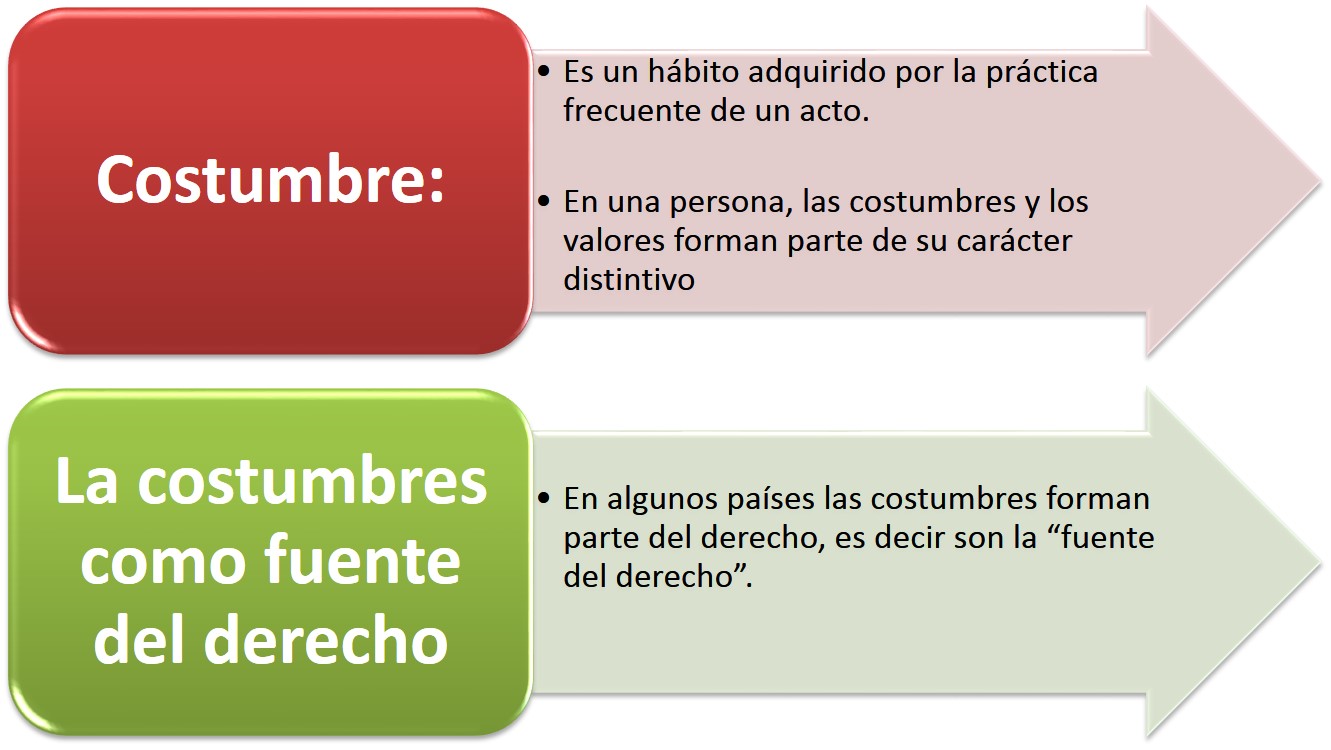 Costumbre:
• Es un hábito adquirido por la práctica
frecuente de un acto.
• En una persona, las costumbres y los
valores forman parte de su carácter
distintivo
La costumbres
como fuente
del derecho
• En algunos países las costumbres forman
parte del derecho, es decir son la “fuente
del derecho”.